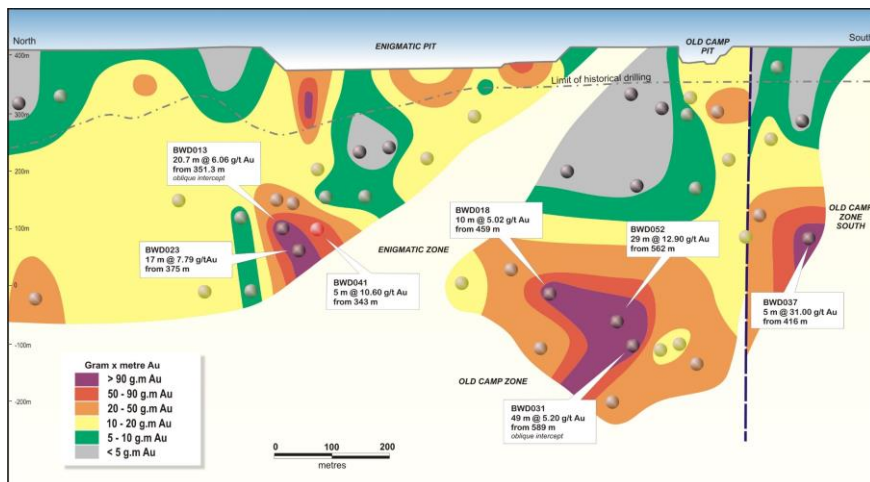 North
ENIGMATIC PIT
OLD CAMP
PIT
South
400m
Limit of historical drilling
300m
BWD013
20.7 m @ 6.06 g/t Au
from 351.3 m
oblique intercept
200m
BWD018
10 m @ 5.02 g/t Au
from 459 m
OLD CAMP
ZONE
SOUTH
100m
BWD052
29 m @ 12.90 g/t Au
from 562 m
ENIGMATIC ZONE
BWD023
17 m @ 7.79 g/tAu
from 375 m
BWD041
5 m @ 10.60 g/t Au
from 343 m
0
BWD037
5 m @ 31.00 g/t Au
from 416 m
-100m
Gram x metre Au
> 90 g.m Au
50 - 90 g.m Au
20 - 50 g.m Au
10 - 20 g.m Au
5 - 10 g.m Au
< 5 g.m Au
OLD CAMP ZONE
-200m
BWD031
49 m @ 5.20 g/t Au
from 589 m
oblique intercept
0 100 200
metres